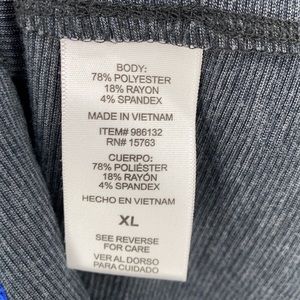 BODY:
78% POLYESTER
18% RAYON
4% SPANDEX
MADE IN VIETNAM
ITEM# 986132
RN# 15763
CUERPO:
78% POLIÉSTER
18% RAYÓN
4% SPANDEX
HECHO EN VIETNAM
XL
SEE REVERSE
FOR CARE
VER AL DORSO
PARA CUIDADO